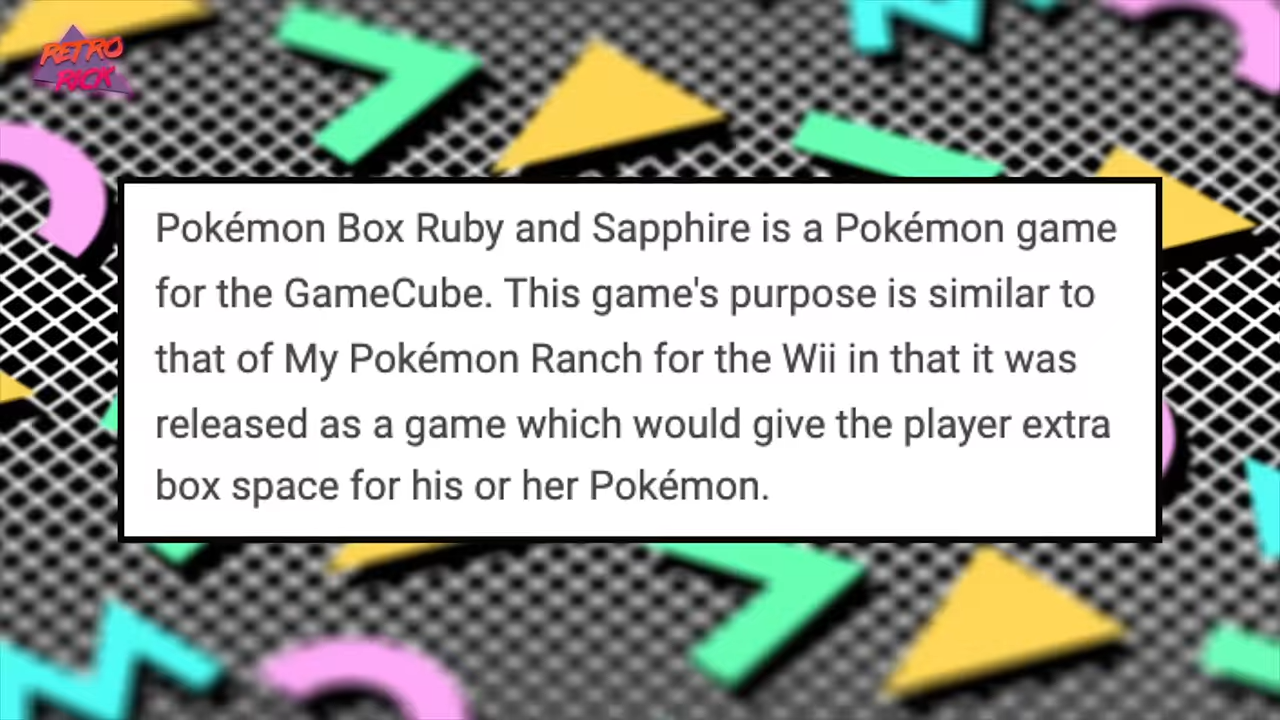 RETRO
RICK
Pokémon Box Ruby and Sapphire is a Pokémon game
for the GameCube. This game's purpose is similar to
that of My Pokémon Ranch for the Wii in that it was
released as a game which would give the player extra
box space for his or her Pokémon.